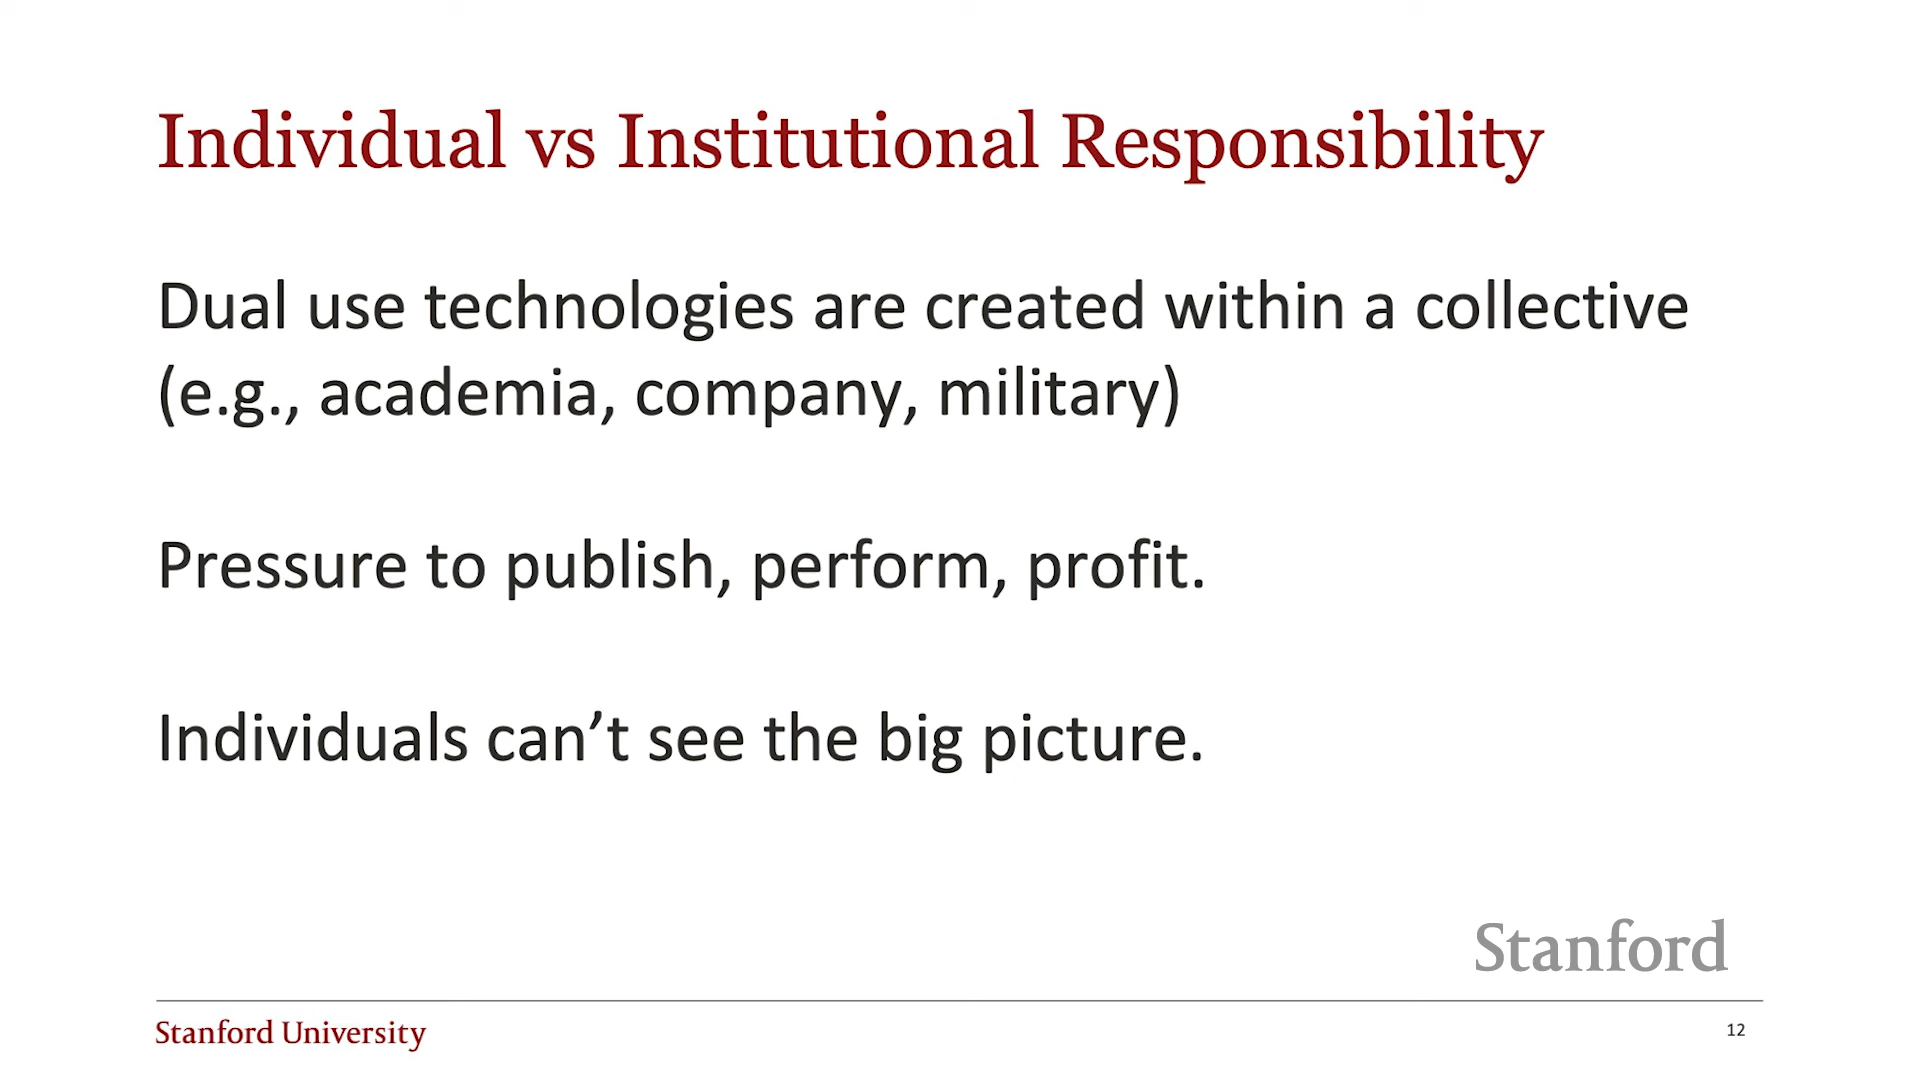 Individual vs Institutional Responsibility
Dual use technologies are created within a collective
(e.g., academia, company, military)
Pressure to publish, perform, profit.
Individuals can’t see the big picture.
Stanford
Stanford University
12